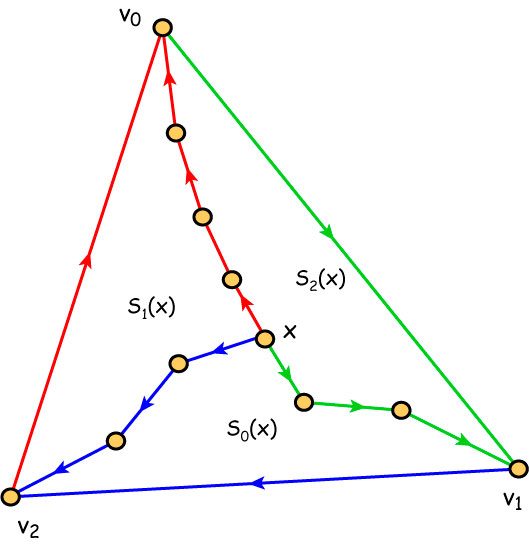 v₀
S₂(x)
S₁(x)
x
S₀(x)
v₁
v₂